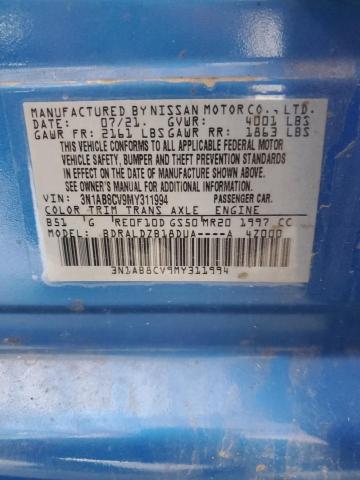 MANUFACTURED BY NISSAN MOTOR CO., LTD.
DATE: 07/21. GVWR: 4001 LBS
GAWR FR: 2161 LBS GAWR RR: 1863 LBS
THIS VEHICLE CONFORMS TO ALL APPLICABLE FEDERAL MOTOR
VEHICLE SAFETY, BUMPER AND THEFT PREVENTION STANDARDS
IN EFFECT ON THE DATE OF MANUFACTURE SHOWN ABOVE.
SEE OWNER'S MANUAL FOR ADDITIONAL INFORMATION
VIN: 3N1AB8CV9MY311994 PASSENGER CAR.
COLOR TRIM TRANS AXLE ENGINE
B51 G RE0F10D GS50 MR20 1997 CC
MODEL: BDRALDZB18DUA----A 4Z000
3N1AB8CV9MY311994